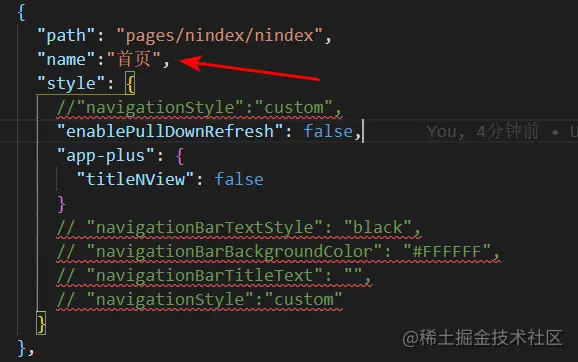 {
"path": "pages/nindex/nindex",
"name":"首页",
"style": {
//"navigationStyle":"custom",
"enablePullDownRefresh": false, You, 4分钟前 • U
"app-plus": {
"titleNView": false
}
// "navigationBarTextStyle": "black",
// "navigationBarBackgroundColor": "#FFFFFF",
// "navigationBarTitleText": "",
// "navigationStyle":"custom"
}
},
@稀土掘金技术社区